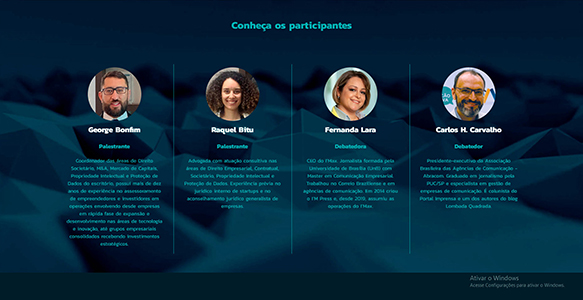 Conheça os participantes
George Bonfim
Palestrante
Coordenador das áreas de Direito
Societário, M&A, Mercado de Capitais,
Propriedade Intelectual e Proteção de
Dados do escritório, possui mais de dez
anos de experiência no assessoramento
de empreendedores e investidores em
operações envolvendo desde empresas
em rápida fase de expansão e
desenvolvimento nas áreas de tecnologia
e inovação, até grupos empresariais
consolidados recebendo investimentos
estratégicos.
Raquel Bitu
Palestrante
Advogada com atuação consultiva nas
áreas de Direito Empresarial, Contratual,
Societário, Propriedade Intelectual e
Proteção de Dados. Experiência prévia no
jurídico interno de startups e no
aconselhamento jurídico generalista de
empresas.
Fernanda Lara
Debatedora
CEO do I'Max. Jornalista formada pela
Universidade de Brasília (UnB) com
Master em Comunicação Empresarial.
Trabalhou no Correio Braziliense e em
agências de comunicação. Em 2014 criou
a I'M Press e, desde 2019, assumiu as
operações do I'Max.
Carlos H. Carvalho
Debatedor
Presidente-executivo da Associação
Brasileira das Agências de Comunicação -
Abracom. Graduado em jornalismo pela
PUC/SP e especialista em gestão de
empresas de comunicação. É colunista do
Portal Imprensa e um dos autores do blog
Combusta Quadrada.
Ativar o Windows
Acesse Configurações para ativar o Windows.